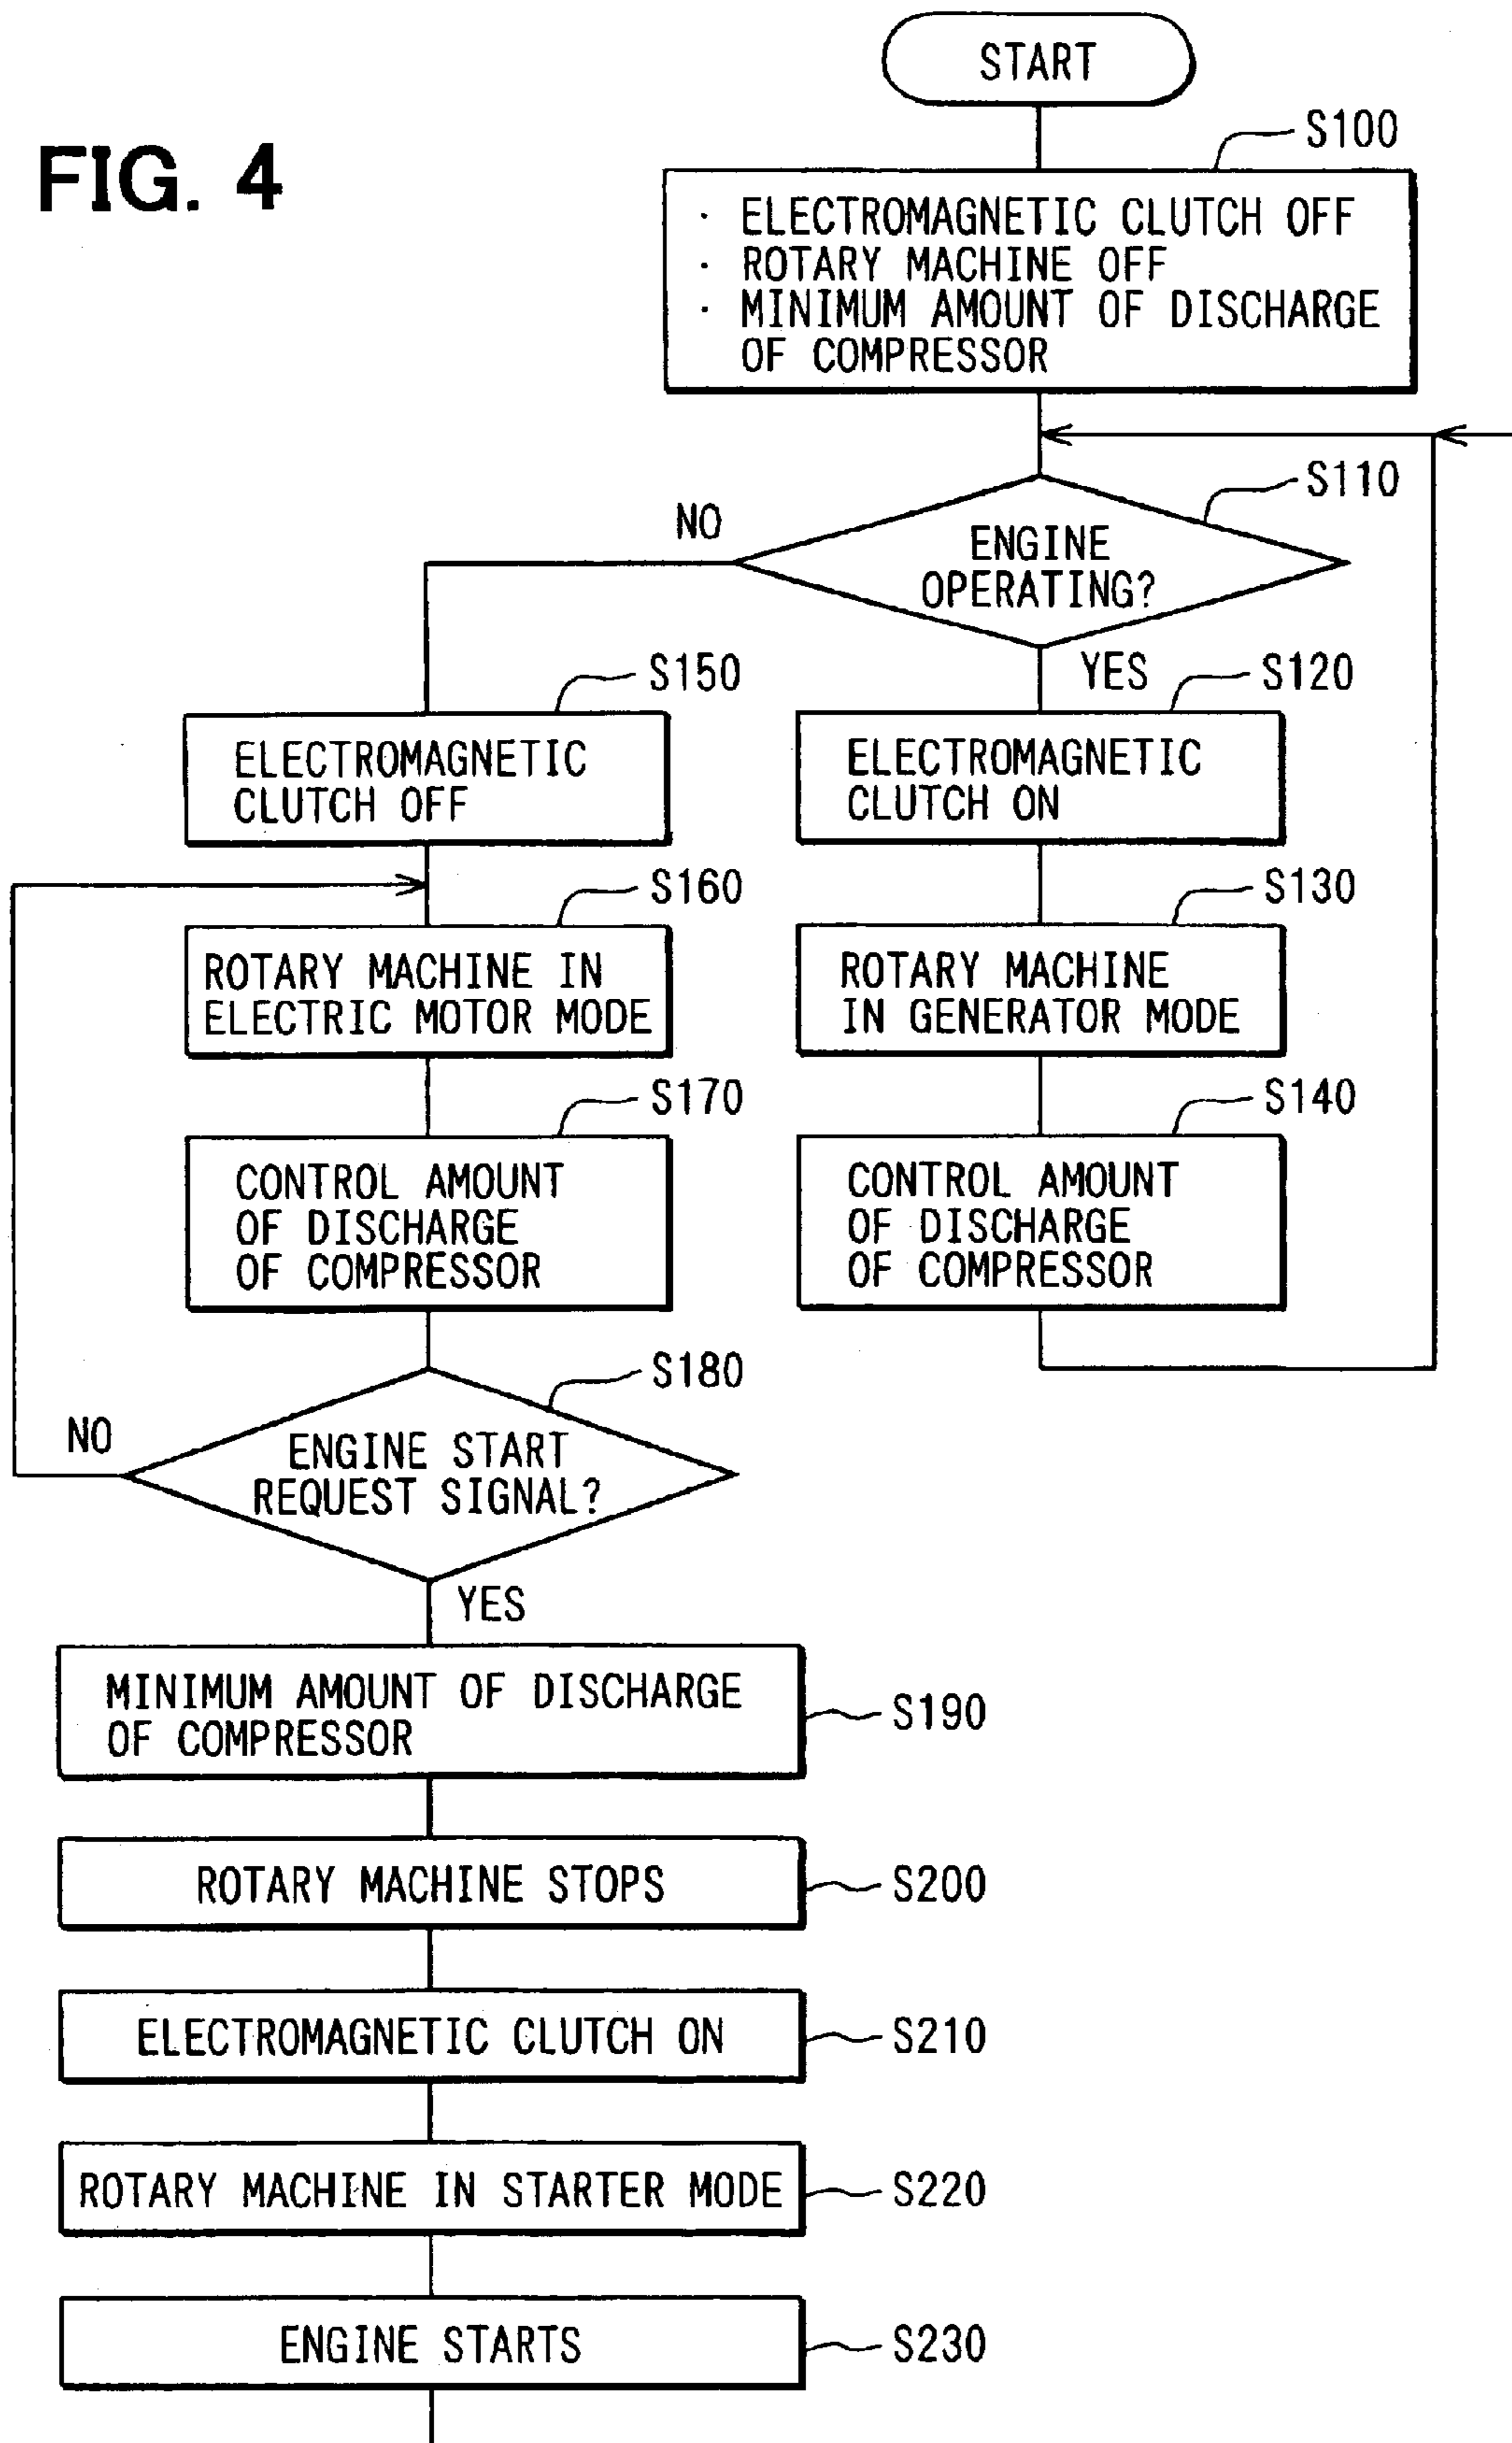 FIG. 4
START
S100
· ELECTROMAGNETIC CLUTCH OFF
· ROTARY MACHINE OFF
· MINIMUM AMOUNT OF DISCHARGE
OF COMPRESSOR
S110
NO
ENGINE
OPERATING?
YES
S150
S120
ELECTROMAGNETIC
CLUTCH OFF
ELECTROMAGNETIC
CLUTCH ON
S160
S130
ROTARY MACHINE IN
ELECTRIC MOTOR MODE
ROTARY MACHINE
IN GENERATOR MODE
S170
S140
CONTROL AMOUNT
OF DISCHARGE
OF COMPRESSOR
CONTROL AMOUNT
OF DISCHARGE
OF COMPRESSOR
S180
NO
ENGINE START
REQUEST SIGNAL?
YES
MINIMUM AMOUNT OF DISCHARGE
OF COMPRESSOR
S190
ROTARY MACHINE STOPS
S200
ELECTROMAGNETIC CLUTCH ON
S210
ROTARY MACHINE IN STARTER MODE
S220
ENGINE STARTS
S230